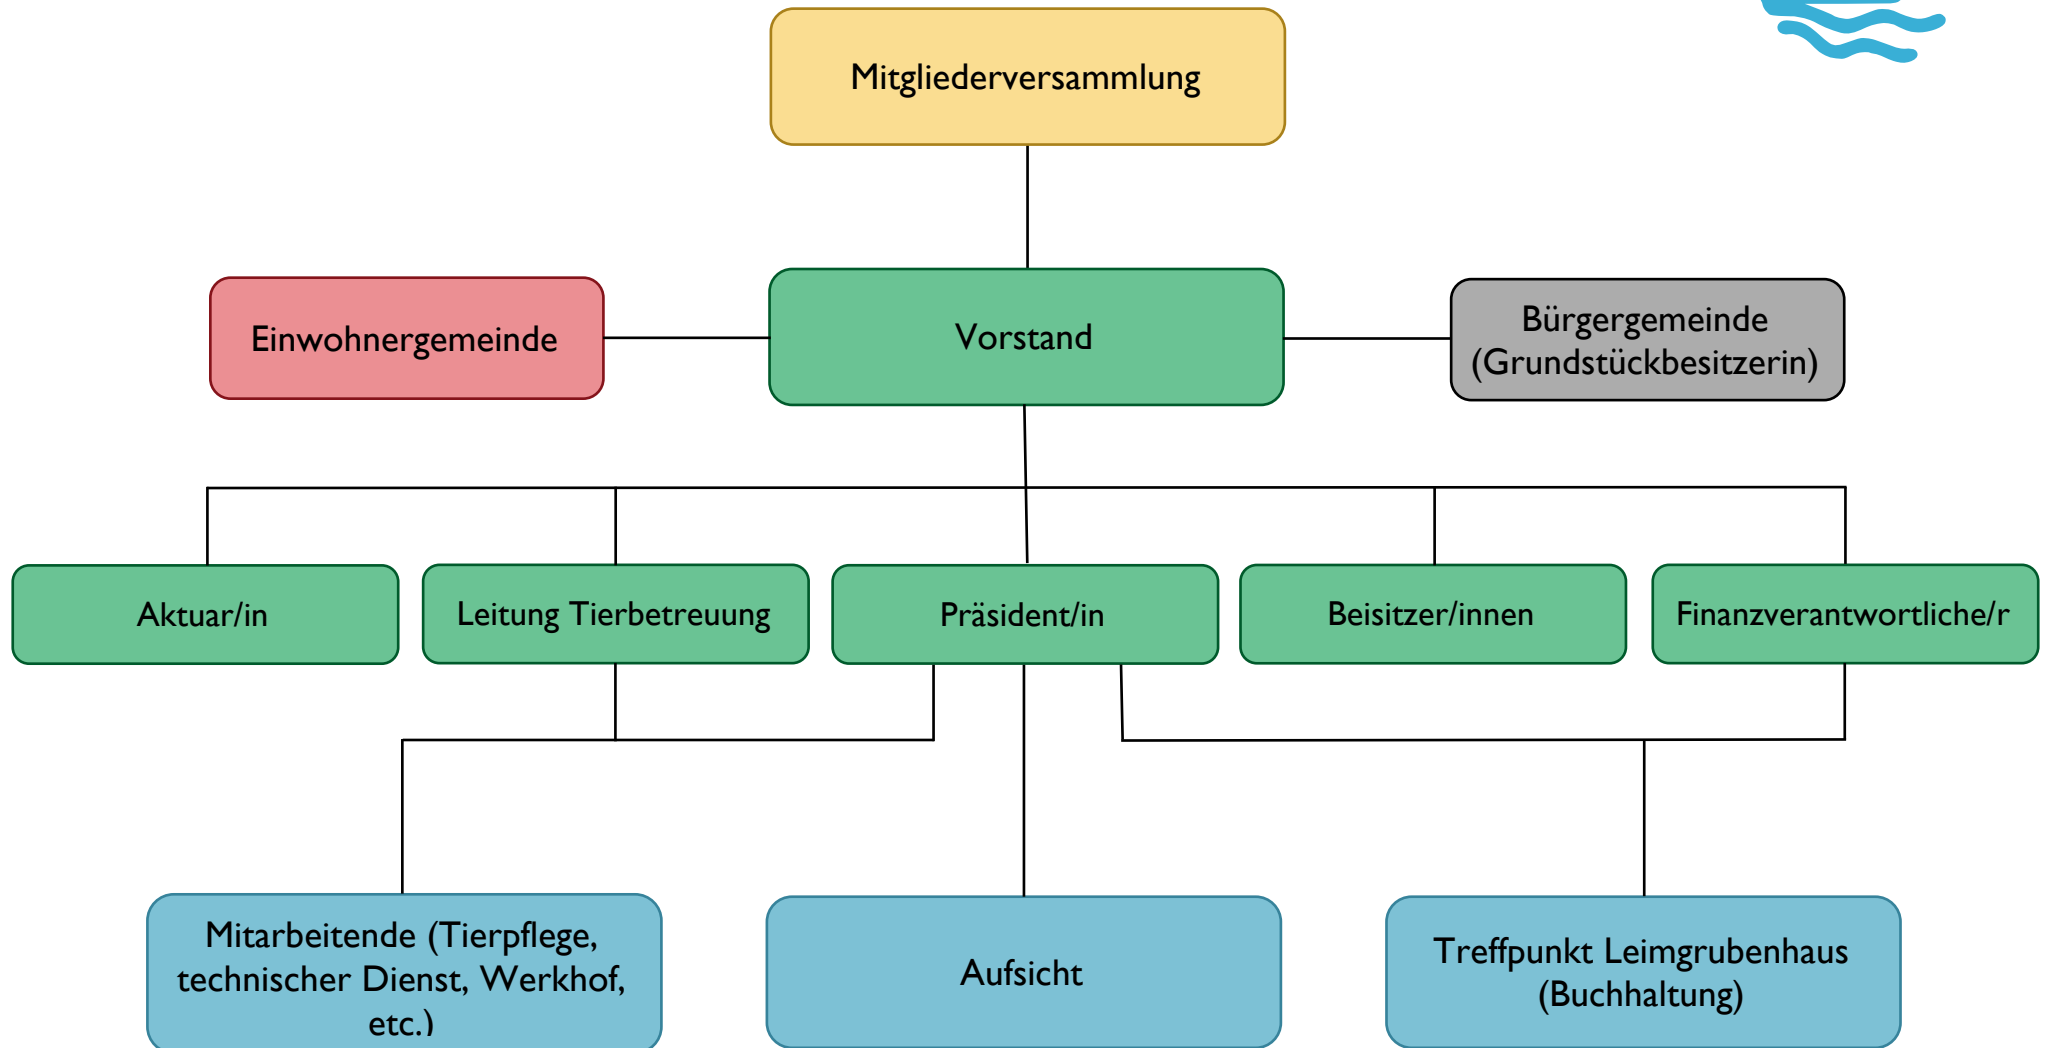 Mitgliederversammlung
Einwohnergemeinde
Vorstand
Bürgergemeinde
(Grundstückbesitzerin)
Aktuar/in
Leitung Tierbetreuung
Präsident/in
Beisitzer/innen
Finanzverantwortliche/r
Mitarbeitende (Tierpflege,
technischer Dienst, Werkhof,
etc.)
Aufsicht
Treffpunkt Leimgrubenhaus
(Buchhaltung)